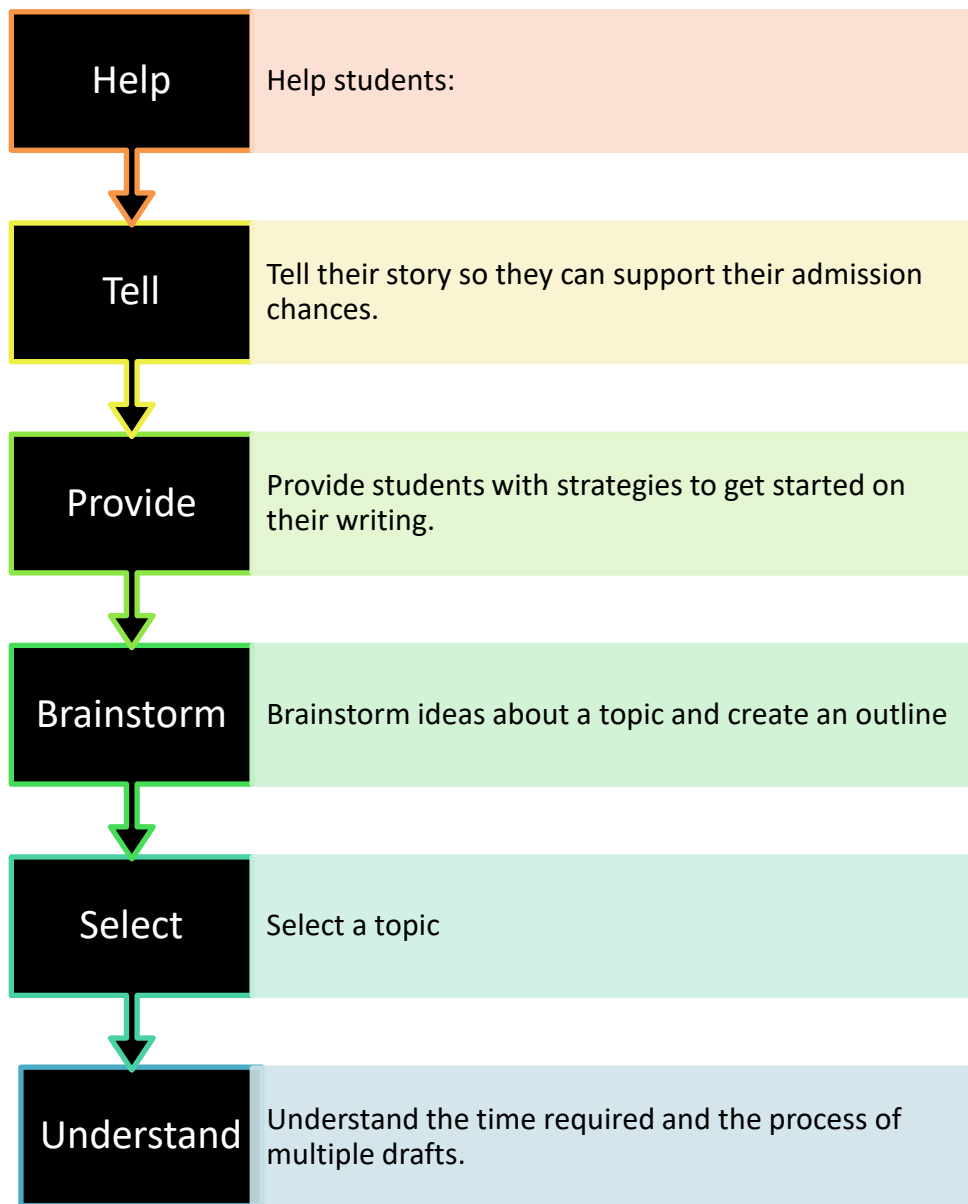 Help
Help students:
Tell
Tell their story so they can support their admission
chances.
Provide
Provide students with strategies to get started on
their writing.
Brainstorm
Brainstorm ideas about a topic and create an outline
Select
Select a topic
Understand
Understand the time required and the process of
multiple drafts.